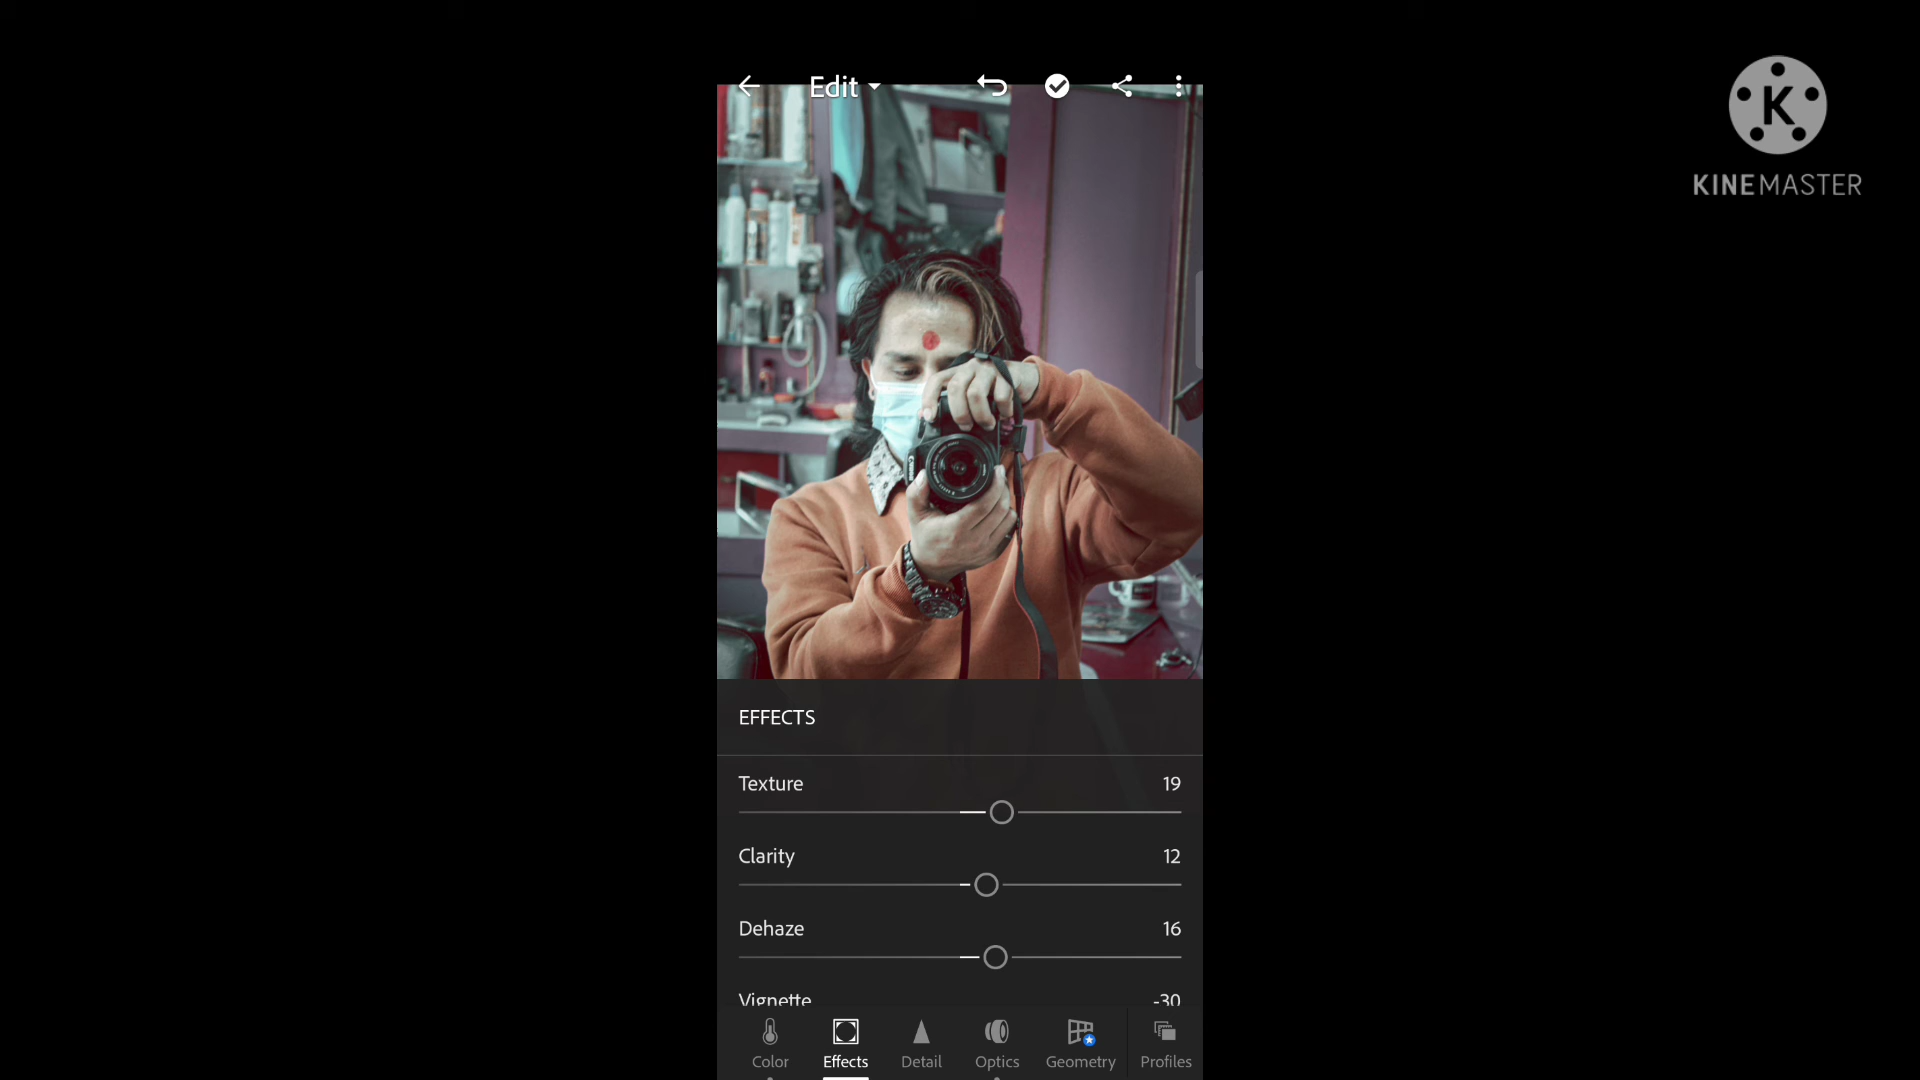 Edit
K
KINEMASTER
EFFECTS
Texture 19
Clarity 12
Dehaze 16
Vignette -30
Color Effects Detail Optics Geometry Profiles